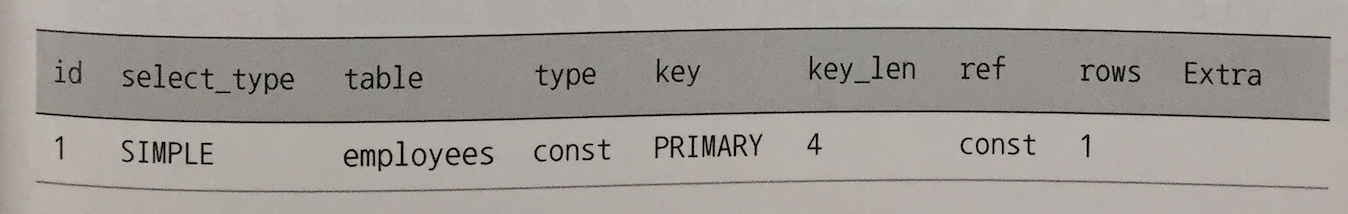 id select_type table type key key_len ref rows Extra
1 SIMPLE employees const PRIMARY 4 const 1